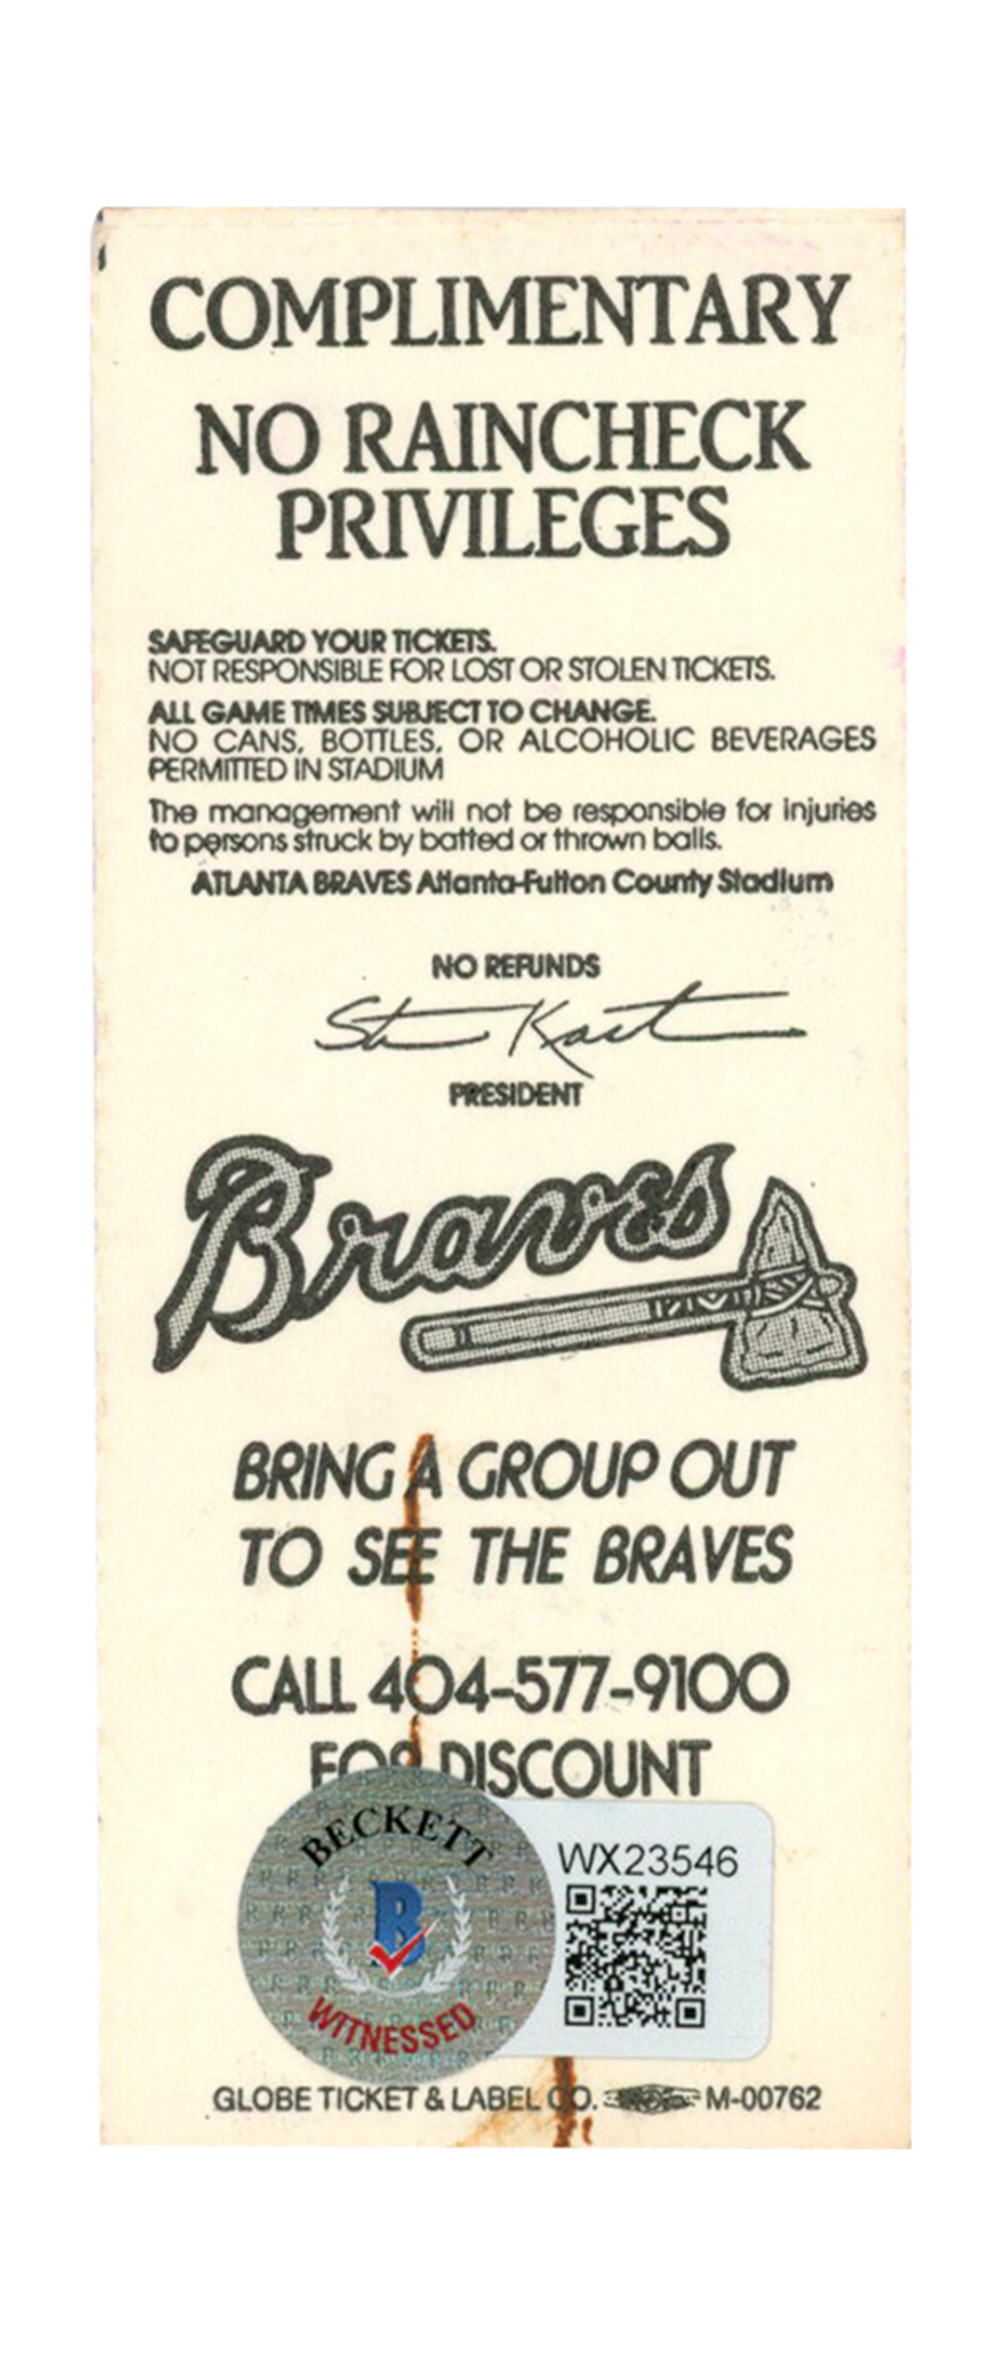 COMPLIMENTARY
NO RAINCHECK
PRIVILEGES
SAFEGUARD YOUR TICKETS.
NOT RESPONSIBLE FOR LOST OR STOLEN TICKETS.
ALL GAME TIMES SUBJECT TO CHANGE.
NO CANS, BOTTLES, OR ALCOHOLIC BEVERAGES
PERMITTED IN STADIUM
The management will not be responsible for injuries
to persons struck by batted or thrown balls.
ATLANTA BRAVES Atlanta-Fulton County Stadium
NO REFUNDS
PRESIDENT
Braves
BRING A GROUP OUT
TO SEE THE BRAVES
CALL 404-577-9100
FOR DISCOUNT
BECKETT
B
WITNESSED
WX23546
GLOBE TICKET & LABEL CO. M-00762